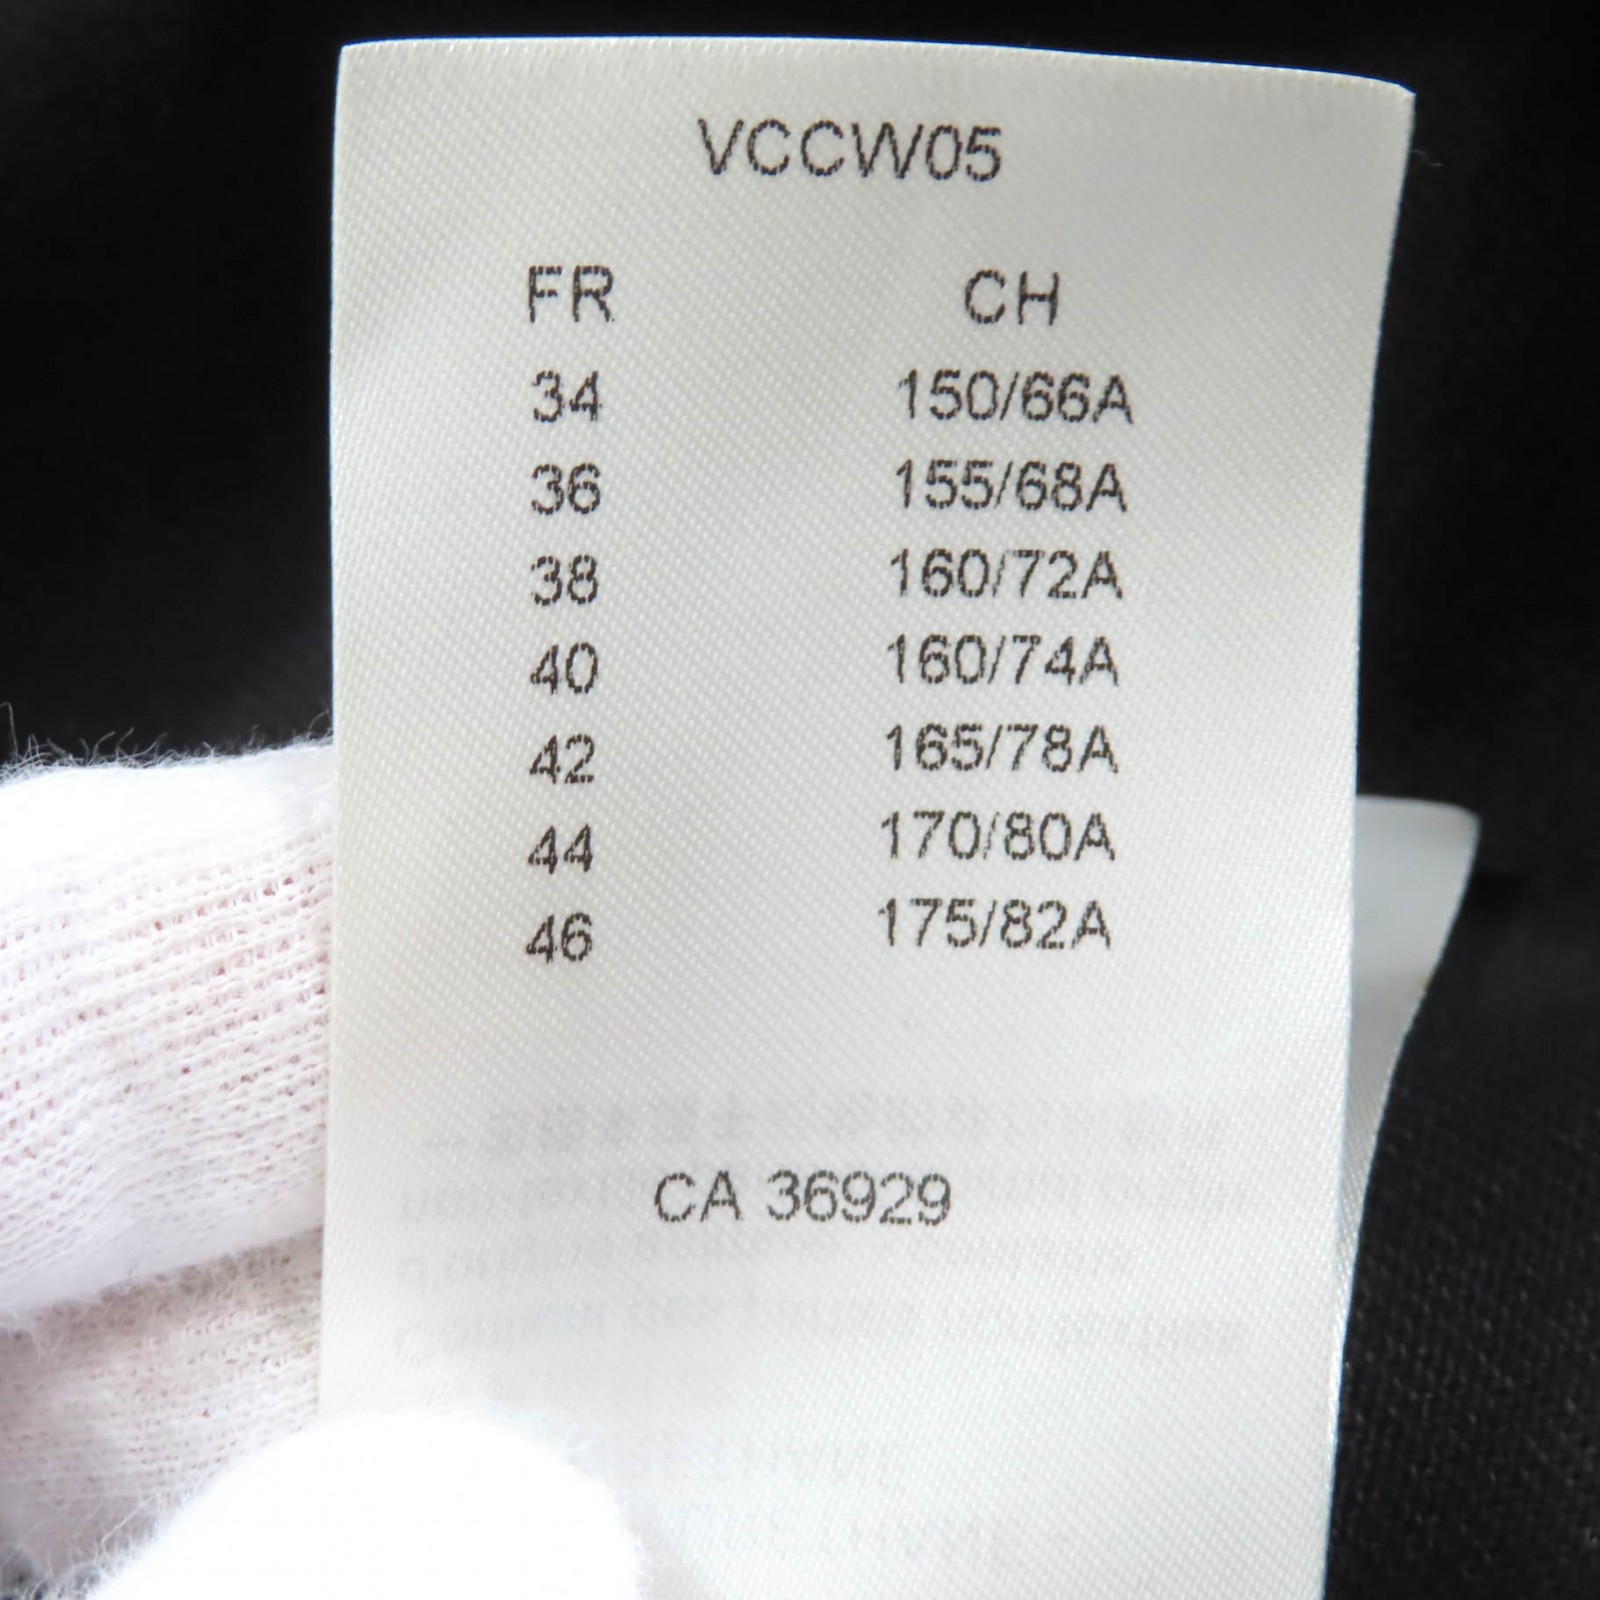 VCCW05
FR CH
34 150/66A
36 155/68A
38 160/72A
40 160/74A
42 165/78A
44 170/80A
46 175/82A
CA 36929